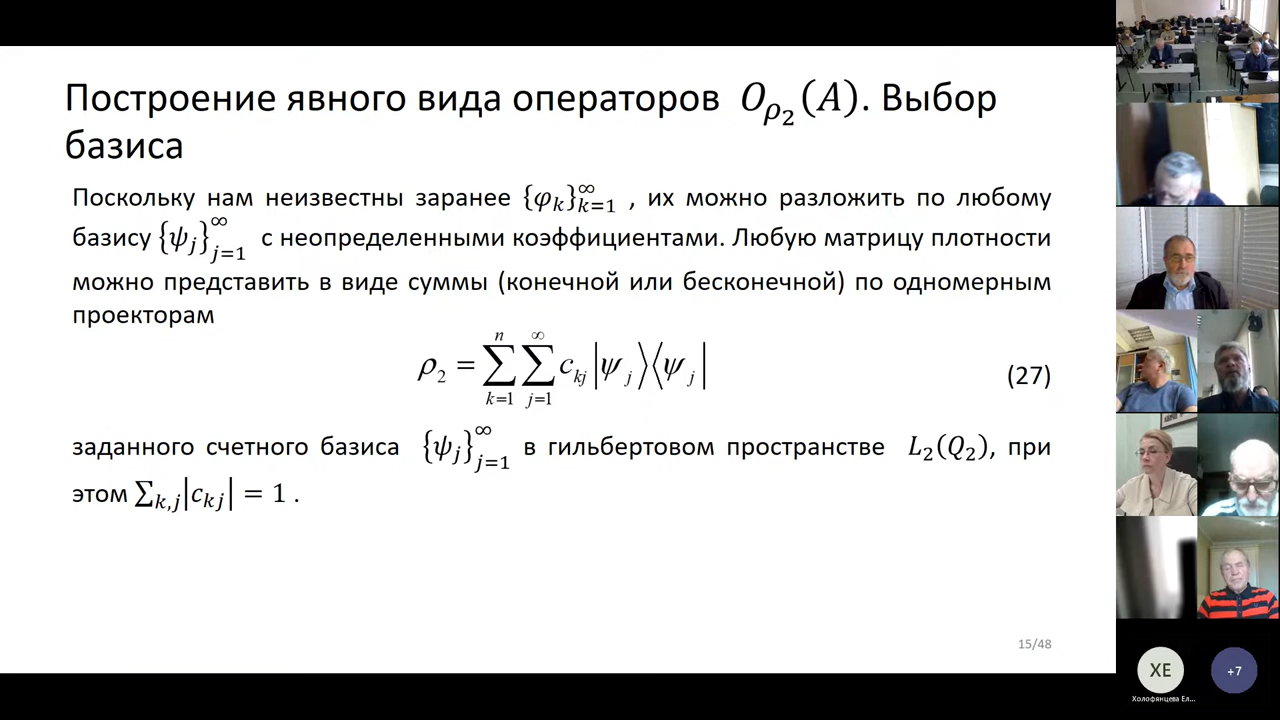 Построение явного вида операторов O_{ρ_2}(A). Выбор
базиса
Поскольку нам неизвестны заранее {φ_k}_{k=1}^∞ , их можно разложить по любому
базису {ψ_j}_{j=1}^∞ с неопределенными коэффициентами. Любую матрицу плотности
можно представить в виде суммы (конечной или бесконечной) по одномерным
проекторам
ρ_2 = ∑_{k=1}^{n} ∑_{j=1}^{∞} c_{kj} |ψ_j⟩⟨ψ_j| (27)
заданного счетного базиса {ψ_j}_{j=1}^∞ в гильбертовом пространстве L_2(Q_2), при
этом ∑_{k,j}|c_{kj}| = 1 .
15/48
ХЕ
+7
Холофянцева Ел...